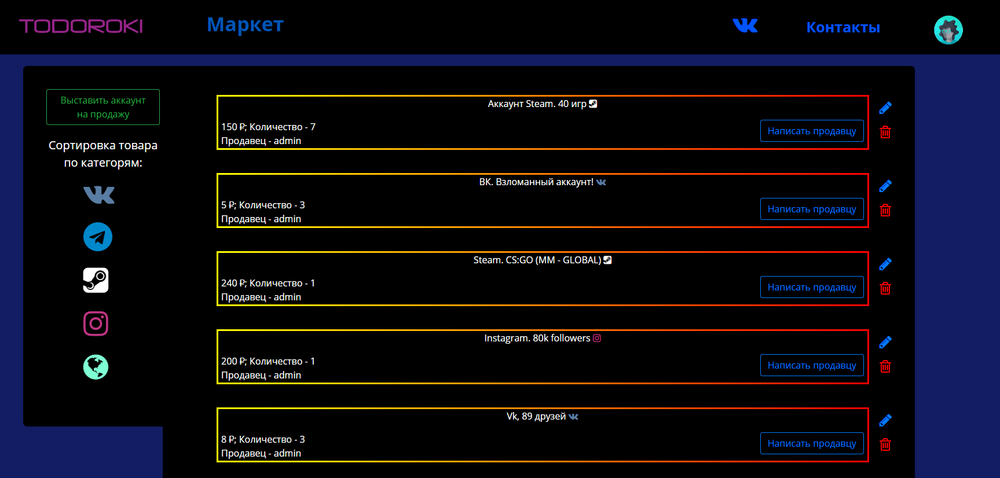 TODOROKI
Маркет
Контакты
Выставить аккаунт
на продажу
Сортировка товара
по категорям:
Аккаунт Steam. 40 игр
150 ₽; Количество - 7
Продавец - admin
Написать продавцу
ВК. Взломанный аккаунт!
5 ₽; Количество - 3
Продавец - admin
Написать продавцу
Steam. CS:GO (MM - GLOBAL)
240 ₽; Количество - 1
Продавец - admin
Написать продавцу
Instagram. 80k followers
200 ₽; Количество - 1
Продавец - admin
Написать продавцу
Vk, 89 друзей
8 ₽; Количество - 3
Продавец - admin
Написать продавцу